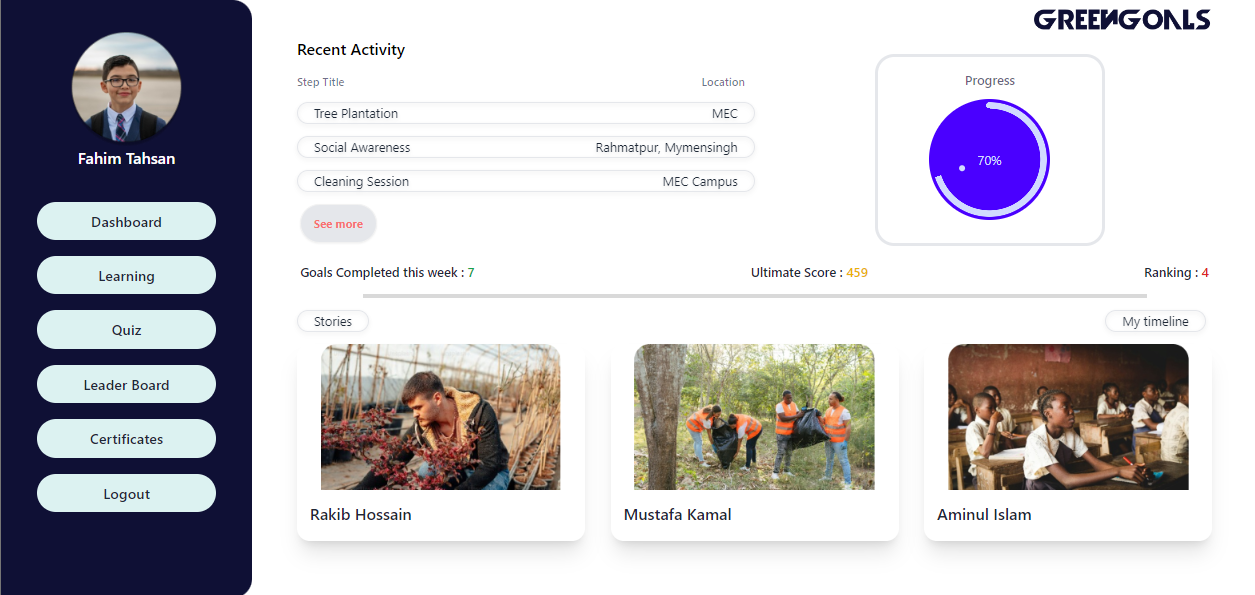 GREENGOALS
Fahim Tahsan
Dashboard
Learning
Quiz
Leader Board
Certificates
Logout
Recent Activity
Step Title Location
Tree Plantation MEC
Social Awareness Rahmatpur, Mymensingh
Cleaning Session MEC Campus
See more
Progress
70%
Goals Completed this week : 7 Ultimate Score : 459 Ranking : 4
Stories My timeline
Rakib Hossain Mustafa Kamal Aminul Islam